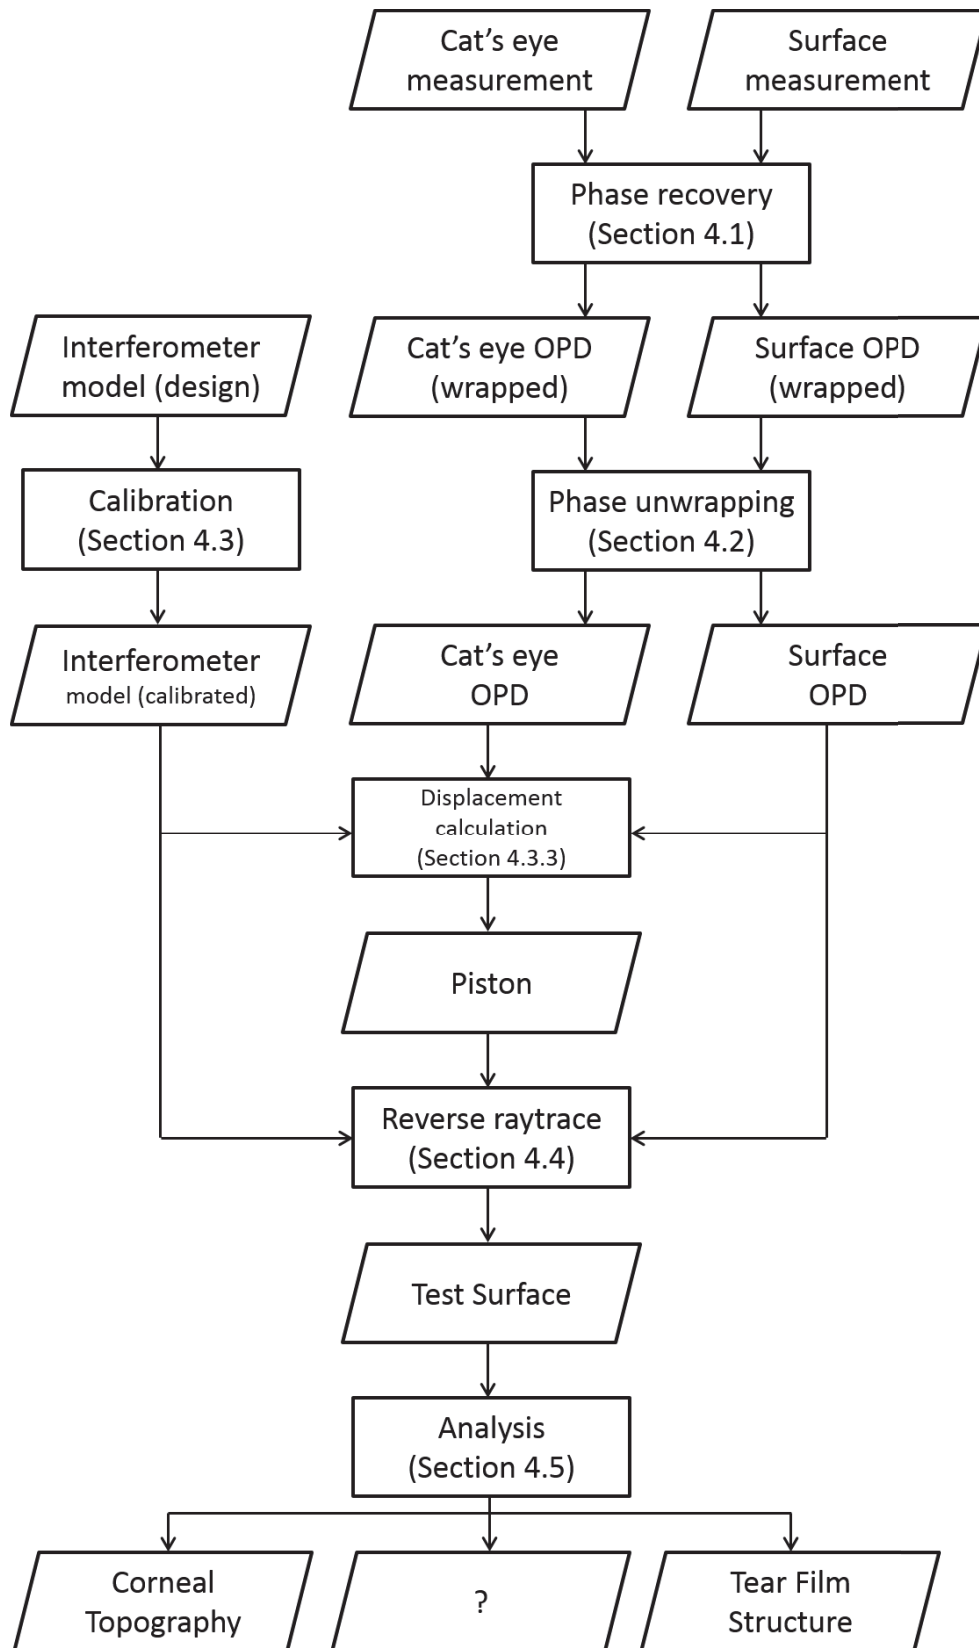 Cat’s eye
measurement
Surface
measurement
Phase recovery
(Section 4.1)
Interferometer
model (design)
Cat’s eye OPD
(wrapped)
Surface OPD
(wrapped)
Calibration
(Section 4.3)
Phase unwrapping
(Section 4.2)
Interferometer
model (calibrated)
Cat’s eye
OPD
Surface
OPD
Displacement
calculation
(Section 4.3.3)
Piston
Reverse raytrace
(Section 4.4)
Test Surface
Analysis
(Section 4.5)
Corneal
Topography
?
Tear Film
Structure